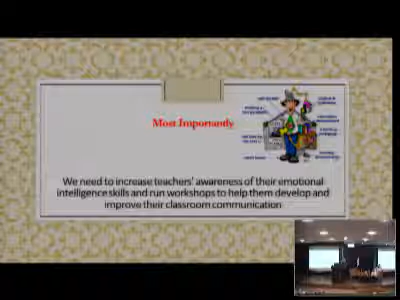 Most Importantly
We need to increase teachers' awareness of their emotional
intelligence skills and run workshops to help them develop and
improve their classroom communication